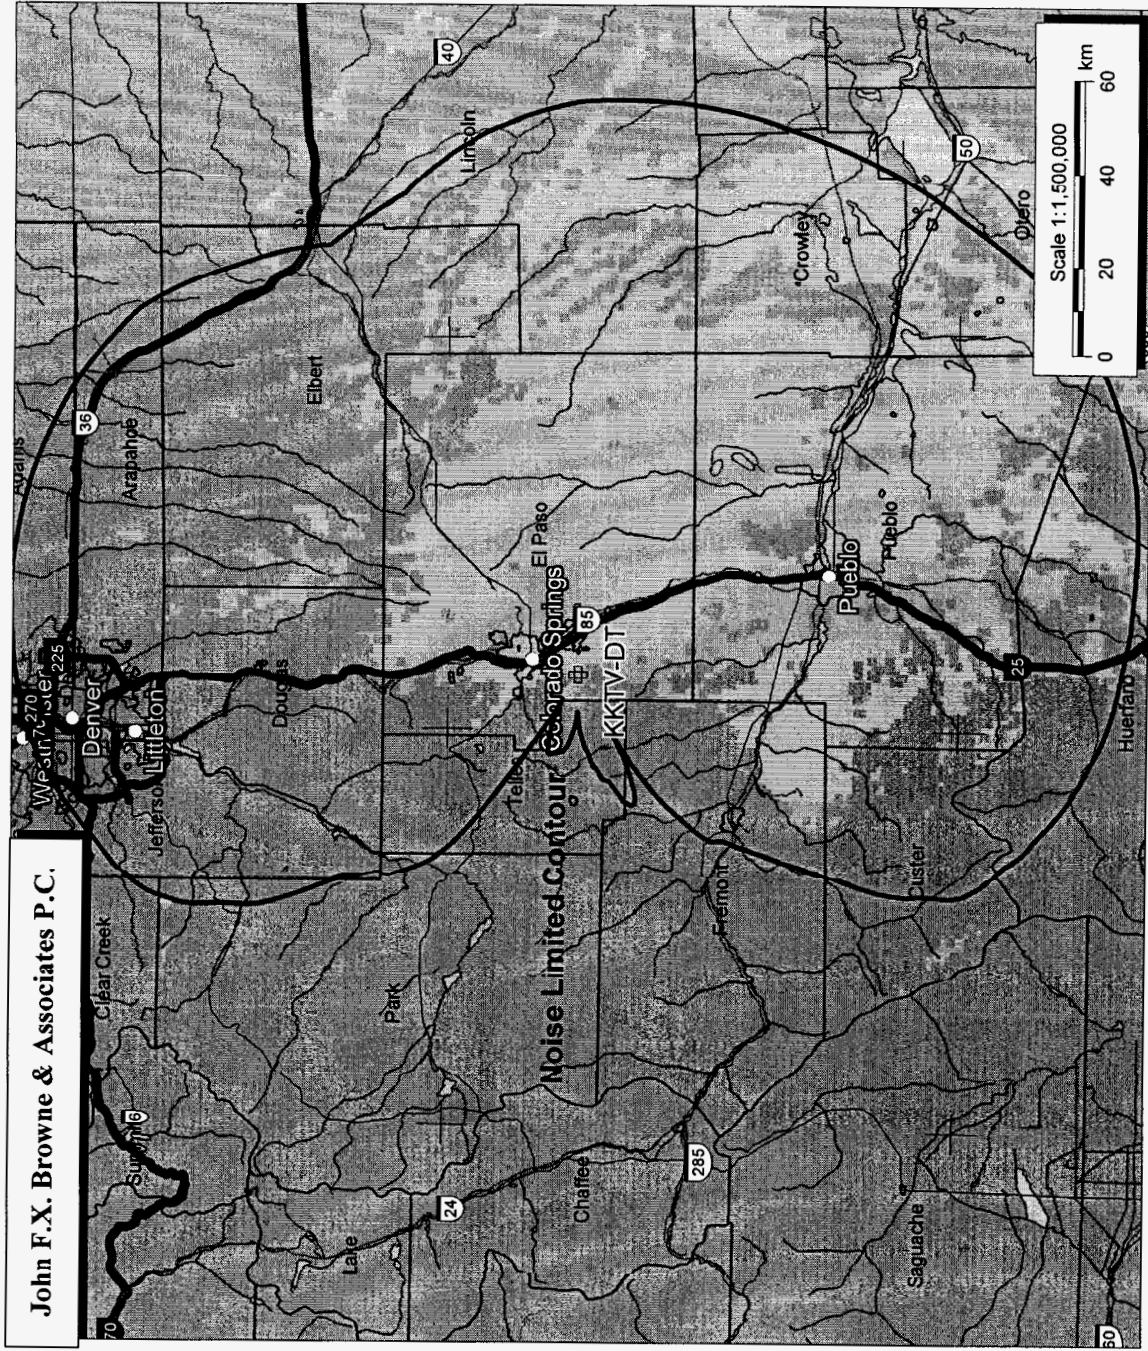 John F.X. Browne & Associates P.C.
70
Summit
6
Clear Creek
Jefferson
Littleton
Denver
270
225
Adams
36
Arapahoe
40
Lincoln
Elbert
Douglas
Park
Lake
24
Chaffee
285
Noise Limited Contour
Colorado Springs
El Paso
85
KKTV-DT
Fremont
Custer
Saguache
Pueblo
Pueblo
25
Huerfano
Crowley
Otero
50
Scale 1:1,500,000
0 20 40 60 km